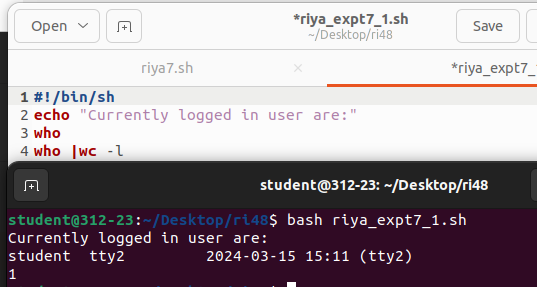 Open
*riya_expt7_1.sh
~/Desktop/ri48
Save
riya7.sh
*riya_expt7_
1 #!/bin/sh
2 echo "Currently logged in user are:"
3 who
4 who |wc -l
student@312-23: ~/Desktop/ri48
student@312-23:~/Desktop/ri48$ bash riya_expt7_1.sh
Currently logged in user are:
student  tty2         2024-03-15 15:11 (tty2)
1